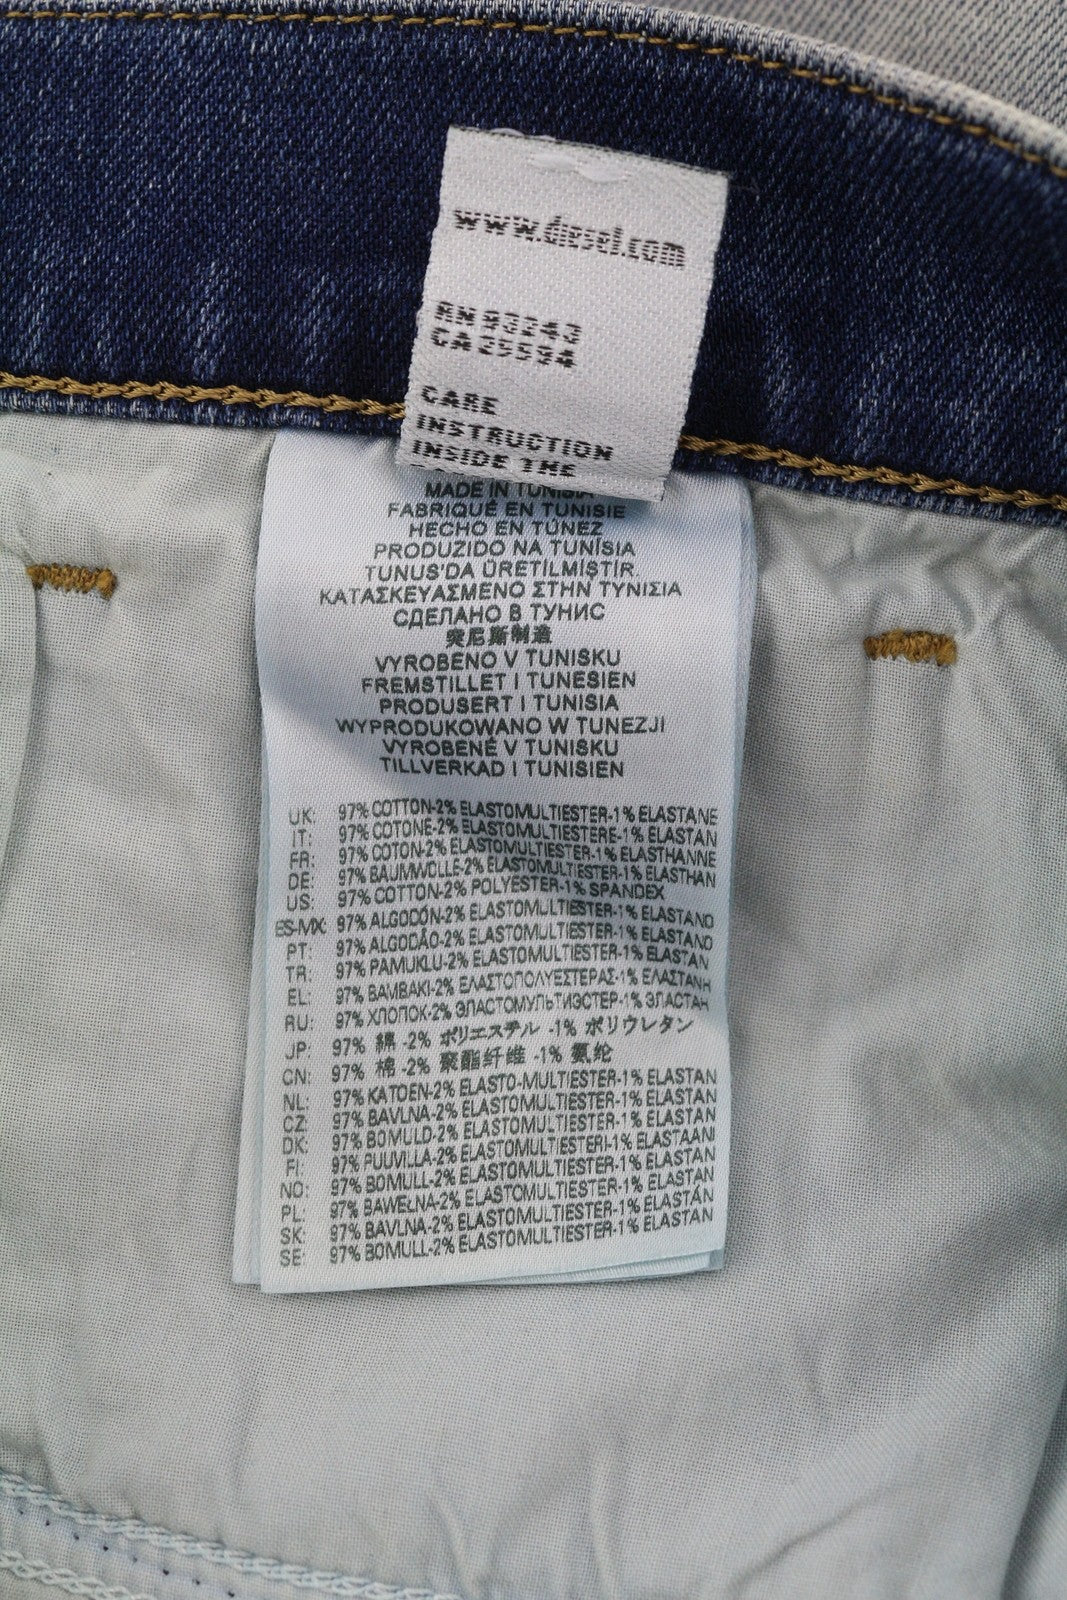 www.diesel.com
RN 93243
CA 25594
CARE
INSTRUCTION
INSIDE THE
MADE IN TUNISIA
FABRIQUÉ EN TUNISIE
HECHO EN TÚNEZ
PRODUZIDO NA TUNÍSIA
TUNUS'DA ÜRETİLMİŞTİR.
ΚΑΤΑΣΚΕΥΑΣΜΕΝΟ ΣΤΗΝ ΤΥΝΙΣΙΑ
СДЕЛАНО В ТУНИС
突尼斯制造
VYROBENO V TUNISKU
FREMSTILLET I TUNESIEN
PRODUSERT I TUNISIA
WYPRODUKOWANO W TUNEZJI
VYROBENÉ V TUNISKU
TILLVERKAD I TUNISIEN
UK: 97% COTTON-2% ELASTOMULTIESTER-1% ELASTANE
IT: 97% COTONE-2% ELASTOMULTIESTERE-1% ELASTAN
FR: 97% COTON-2% ELASTOMULTIESTER-1% ELASTHANNE
DE: 97% BAUMWOLLE-2% ELASTOMULTIESTER-1% ELASTHAN
US: 97% COTTON-2% POLYESTER-1% SPANDEX
ES-MX: 97% ALGODÓN-2% ELASTOMULTIESTER-1% ELASTANO
PT: 97% ALGODÃO-2% ELASTOMULTIESTER-1% ELASTANO
TR: 97% PAMUKLU-2% ELASTOMULTIESTER-1% ELASTAN
EL: 97% ΒΑΜΒΑΚΙ-2% ΕΛΑΣΤΟΠΟΛΥΕΣΤΕΡΑΣ-1% ΕΛΑΣΤΑΝΗ
RU: 97% ХЛОПОК-2% ЭЛАСТОМУЛЬТИЭСТЕР-1% ЭЛАСТАН
JP: 97% 綿 -2% ポリエステル -1% ポリウレタン
CN: 97% 棉 -2% 聚酯纤维 -1% 氨纶
NL: 97% KATOEN-2% ELASTO-MULTIESTER-1% ELASTAN
CZ: 97% BAVLNA-2% ELASTOMULTIESTER-1% ELASTAN
DK: 97% BOMULD-2% ELASTOMULTIESTER-1% ELASTAN
FI: 97% PUUVILLA-2% ELASTOMULTIESTERI-1% ELASTAANI
NO: 97% BOMULL-2% ELASTOMULTIESTER-1% ELASTAN
PL: 97% BAWEŁNA-2% ELASTOMULTIESTER-1% ELASTAN
SK: 97% BAVLNA-2% ELASTOMULTIESTER-1% ELASTÁN
SE: 97% BOMULL-2% ELASTOMULTIESTER-1% ELASTAN